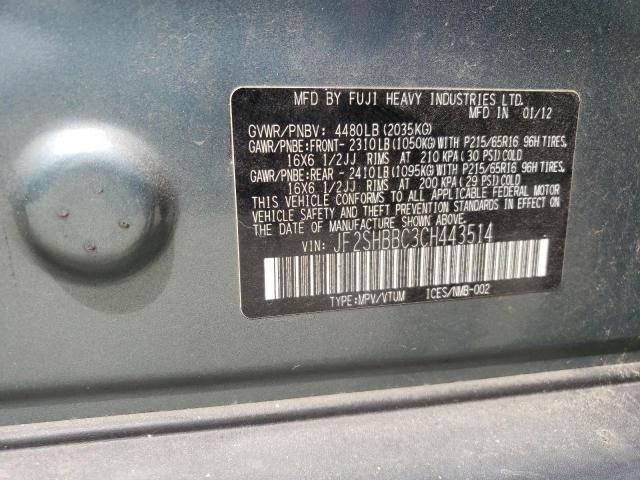 MFD BY FUJI HEAVY INDUSTRIES LTD.
MFD IN 01/12
GVWR/PNBV: 4480LB(2035KG)
GAWR/PNBE:FRONT-2310LB(1050KG)WITH P215/65R16 96H TIRES,
16X6 1/2JJ RIMS AT 210 KPA(30 PSI)COLD
GAWR/PNBE:REAR -2410LB(1095KG)WITH P215/65R16 96H TIRES,
16X6 1/2JJ RIMS AT 200 KPA(29 PSI)COLD
THIS VEHICLE CONFORMS TO ALL APPLICABLE FEDERAL MOTOR
VEHICLE SAFETY AND THEFT PREVENTION STANDARDS IN EFFECT
ON THE DATE OF MANUFACTURE SHOWN ABOVE.
VIN: JF2SHBBC3CH443514
TYPE:MPV/VTUM ICES/NMB-002